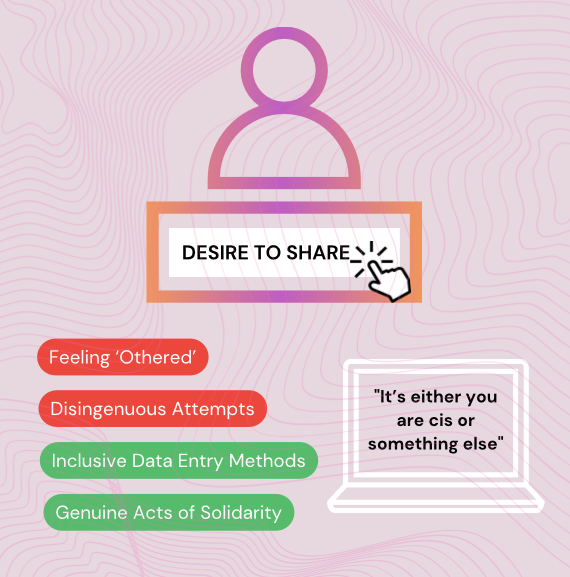 DESIRE TO SHARE
Feeling ‘Othered’
Disingenuous Attempts
Inclusive Data Entry Methods
Genuine Acts of Solidarity
"It’s either you
are cis or
something else"